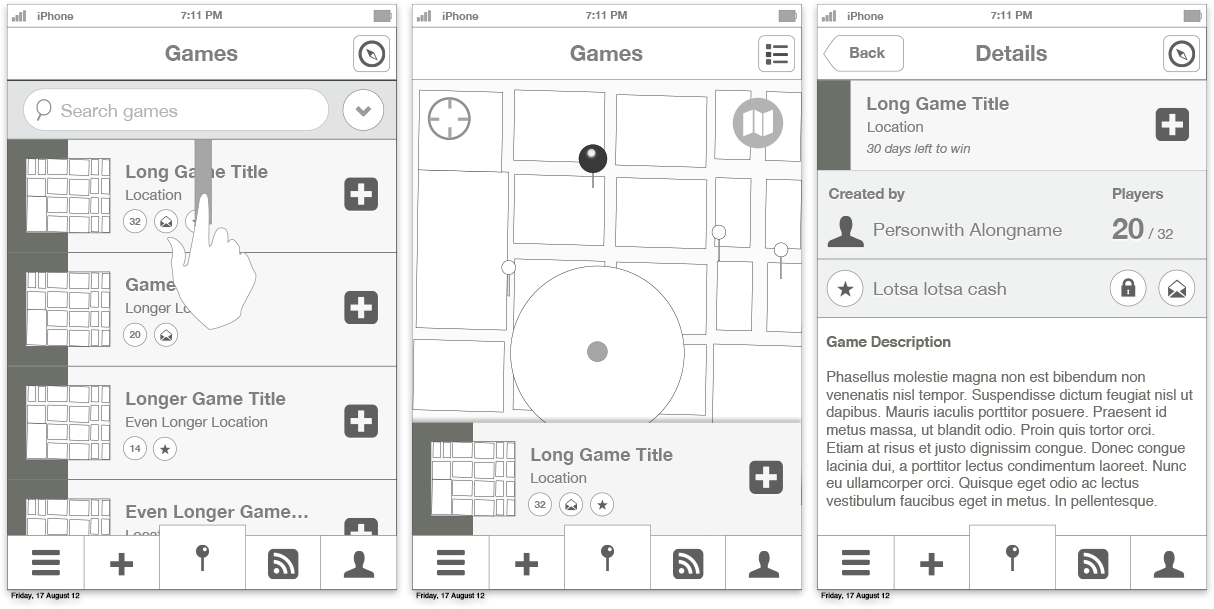 iPhone 7:11 PM
Games
Search games
Long Game Title
Location
32
Game
Longer Lo
20
Longer Game Title
Even Longer Location
14
Even Longer Game...
Friday, 17 August 12
iPhone 7:11 PM
Games
Long Game Title
Location
32
Friday, 17 August 12
iPhone 7:11 PM
Back Details
Long Game Title
Location
30 days left to win
Created by Players
Personwith Alongname 20 / 32
Lotsa lotsa cash
Game Description
Phasellus molestie magna non est bibendum non
venenatis nisl tempor. Suspendisse dictum feugiat nisl ut
dapibus. Mauris iaculis porttitor posuere. Praesent id
metus massa, ut blandit odio. Proin quis tortor orci.
Etiam at risus et justo dignissim congue. Donec congue
lacinia dui, a porttitor lectus condimentum laoreet. Nunc
eu ullamcorper orci. Quisque eget odio ac lectus
vestibulum faucibus eget in metus. In pellentesque.
Friday, 17 August 12